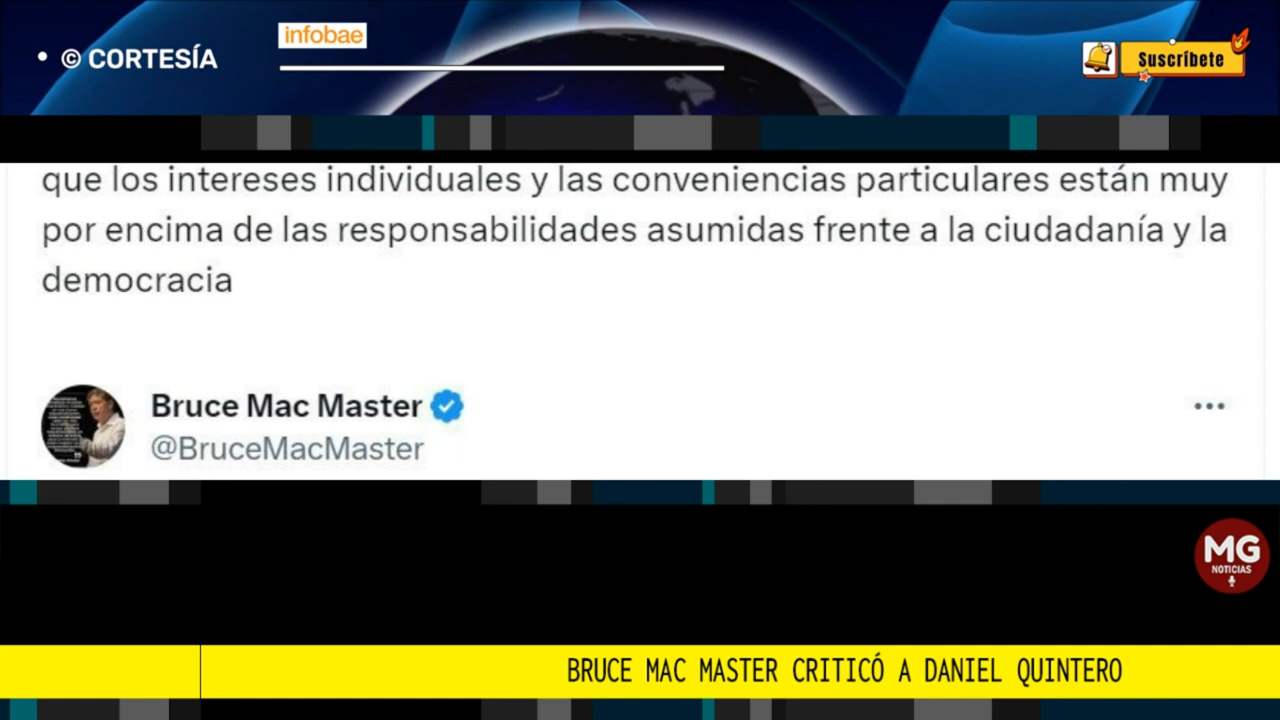 © CORTESÍA
infobae
Suscríbete
que los intereses individuales y las conveniencias particulares están muy
por encima de las responsabilidades asumidas frente a la ciudadanía y la
democracia
Bruce Mac Master
@BruceMacMaster
MG
NOTICIAS
BRUCE MAC MASTER CRITICÓ A DANIEL QUINTERO